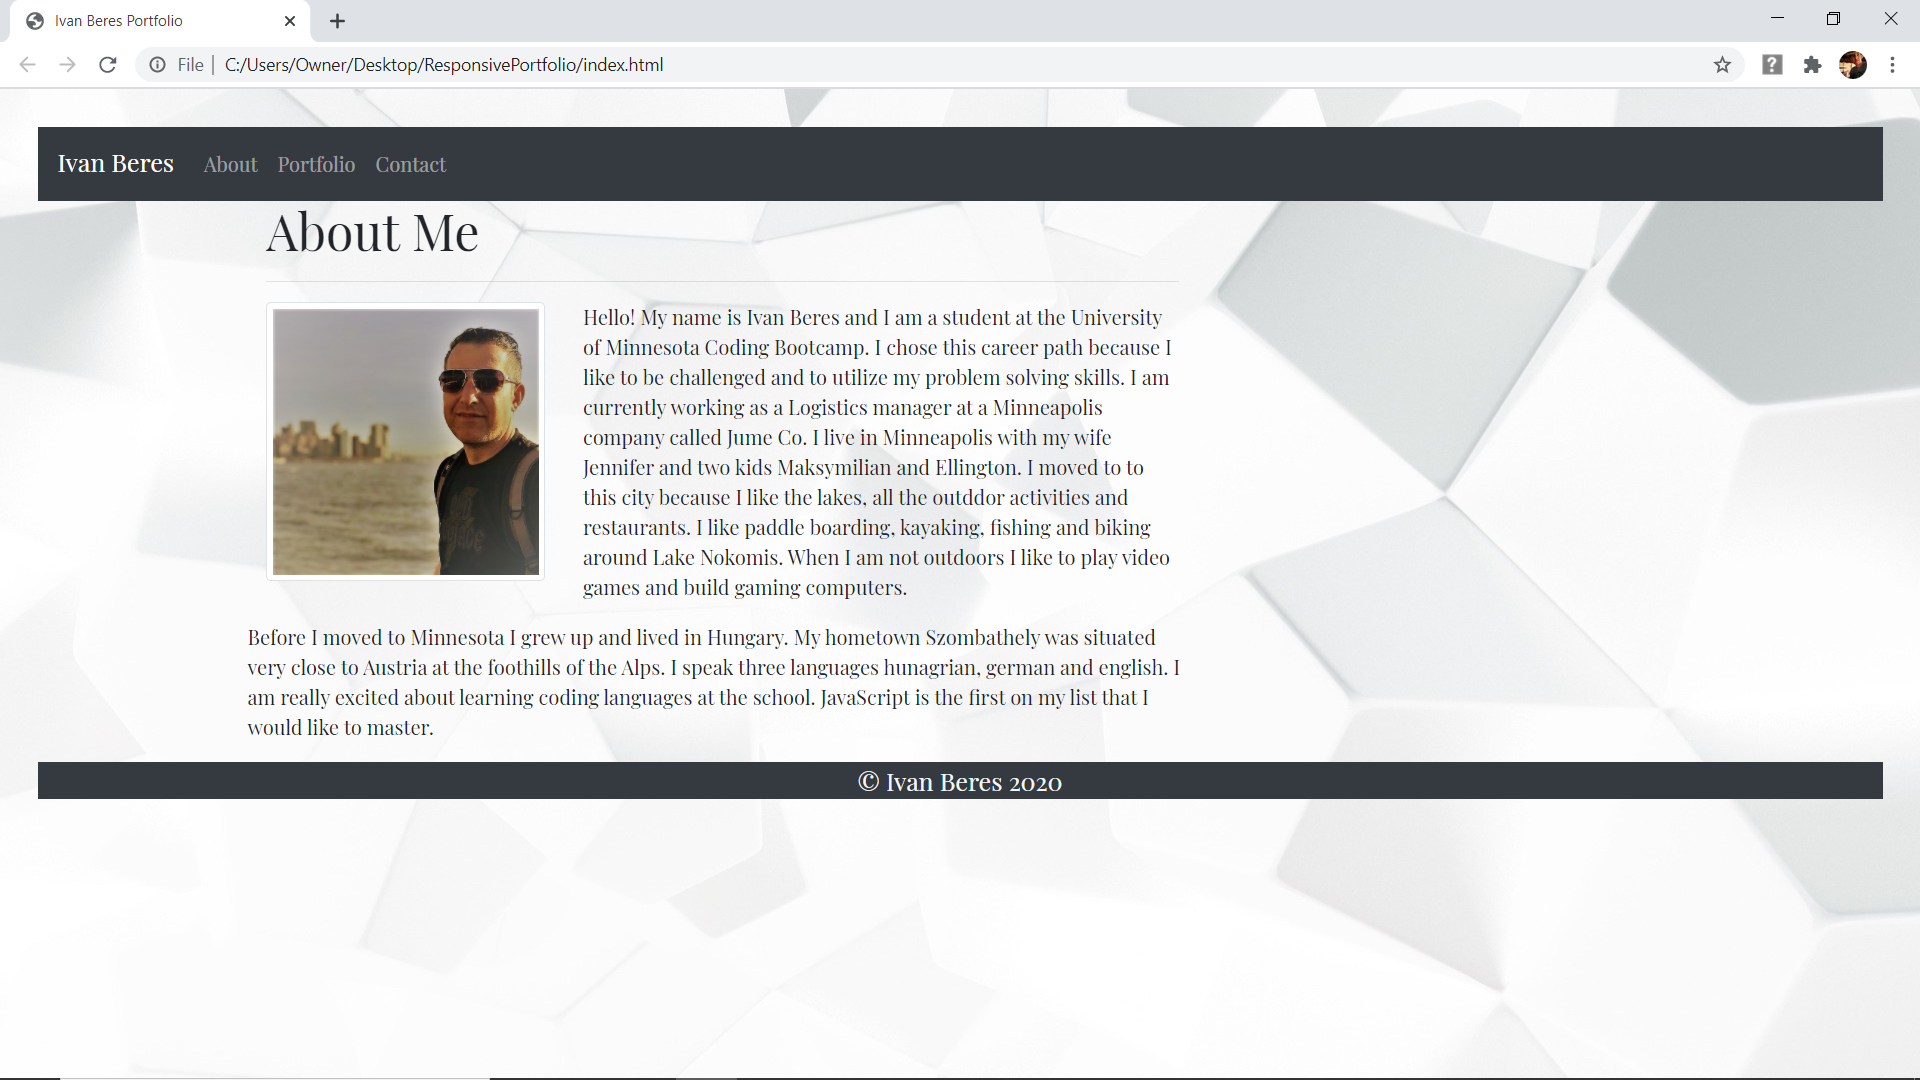 Ivan Beres Portfolio
File | C:/Users/Owner/Desktop/ResponsivePortfolio/index.html
Ivan Beres About Portfolio Contact
About Me
Hello! My name is Ivan Beres and I am a student at the University
of Minnesota Coding Bootcamp. I chose this career path because I
like to be challenged and to utilize my problem solving skills. I am
currently working as a Logistics manager at a Minneapolis
company called Jume Co. I live in Minneapolis with my wife
Jennifer and two kids Maksymilian and Ellington. I moved to to
this city because I like the lakes, all the outddor activities and
restaurants. I like paddle boarding, kayaking, fishing and biking
around Lake Nokomis. When I am not outdoors I like to play video
games and build gaming computers.
Before I moved to Minnesota I grew up and lived in Hungary. My hometown Szombathely was situated
very close to Austria at the foothills of the Alps. I speak three languages hunagrian, german and english. I
am really excited about learning coding languages at the school. JavaScript is the first on my list that I
would like to master.
© Ivan Beres 2020